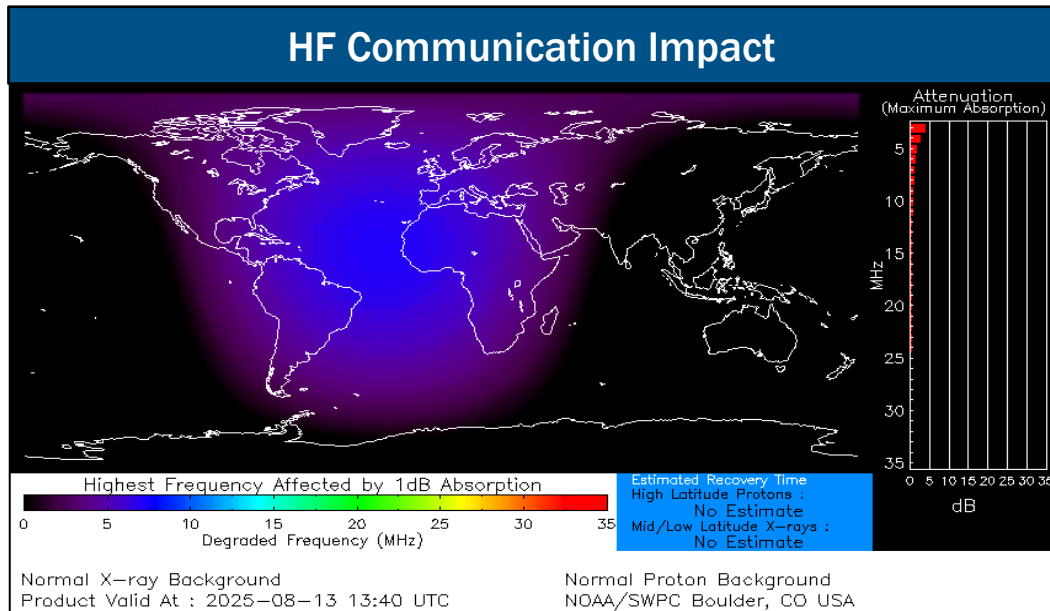 HF Communication Impact
Attenuation
(Maximum Absorption)
5
10
15
20
25
30
35
MHz
0 5 10 15 20 25 30 35
dB
Highest Frequency Affected by 1dB Absorption
0 5 10 15 20 25 30 35
Degraded Frequency (MHz)
Estimated Recovery Time
High Latitude Protons :
No Estimate
Mid/Low Latitude X-rays :
No Estimate
Normal X-ray Background
Product Valid At : 2025-08-13 13:40 UTC
Normal Proton Background
NOAA/SWPC Boulder, CO USA